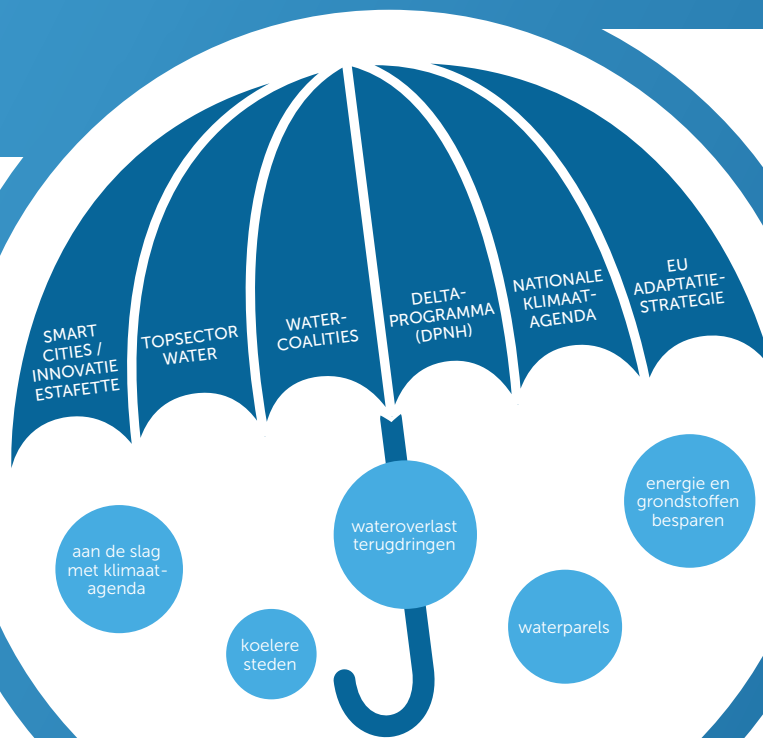 SMART
CITIES /
INNOVATIE
ESTAFETTE
TOPSECTOR
WATER
WATER-
COALITIES
DELTA-
PROGRAMMA
(DPNH)
NATIONALE
KLIMAAT-
AGENDA
EU
ADAPTATIE-
STRATEGIE
aan de slag
met klimaat-
agenda
koelere
steden
wateroverlast
terugdringen
waterparels
energie en
grondstoffen
besparen